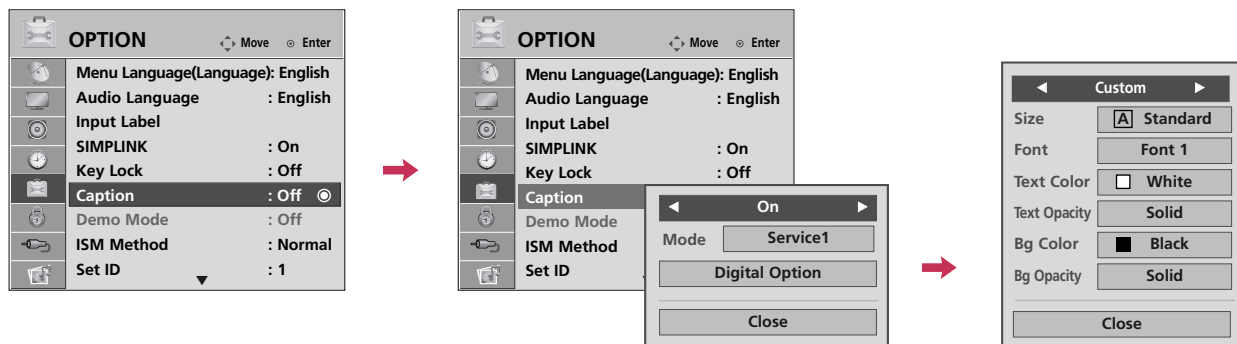 OPTION Move Enter
Menu Language(Language): English
Audio Language : English
Input Label
SIMPLINK : On
Key Lock : Off
Caption : Off
Demo Mode : Off
ISM Method : Normal
Set ID : 1
OPTION Move Enter
Menu Language(Language): English
Audio Language : English
Input Label
SIMPLINK : On
Key Lock : Off
Caption
Demo Mode
ISM Method
Set ID
On
Mode Service1
Digital Option
Close
Custom
Size A Standard
Font Font 1
Text Color White
Text Opacity Solid
Bg Color Black
Bg Opacity Solid
Close